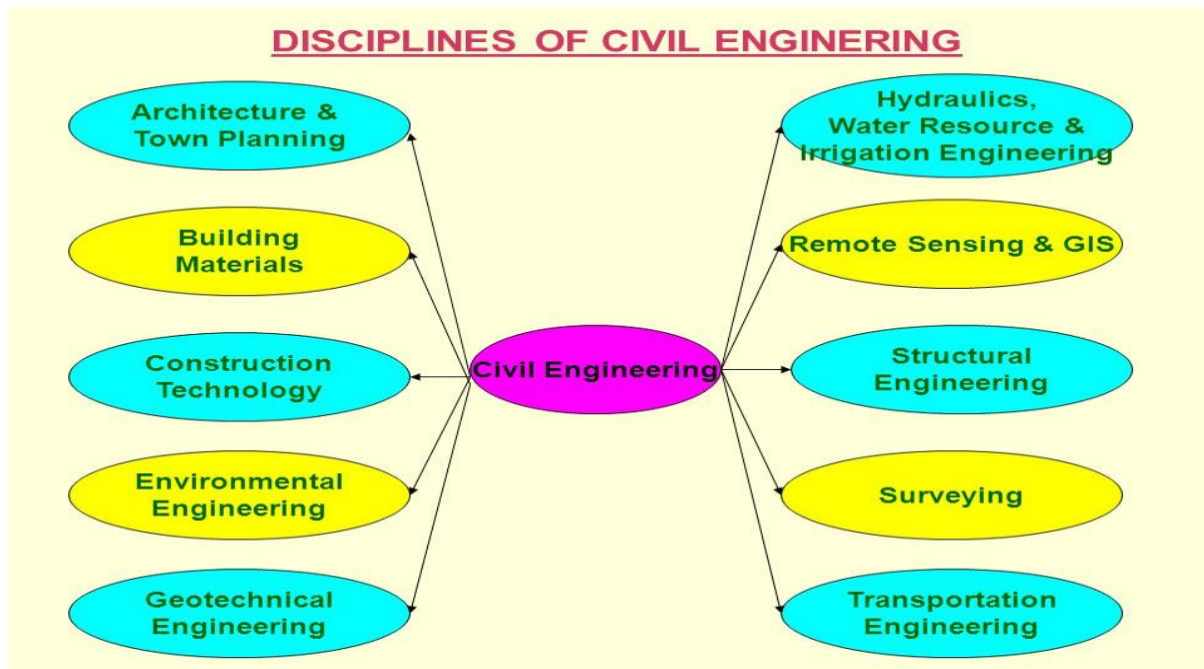 DISCIPLINES OF CIVIL ENGINERING
Architecture &
Town Planning
Building
Materials
Construction
Technology
Environmental
Engineering
Geotechnical
Engineering
Civil Engineering
Hydraulics,
Water Resource &
Irrigation Engineering
Remote Sensing & GIS
Structural
Engineering
Surveying
Transportation
Engineering